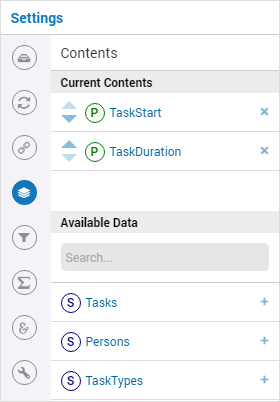 Settings
Contents
Current Contents
P TaskStart ×
P TaskDuration ×
Available Data
Search...
S Tasks +
S Persons +
S TaskTypes +